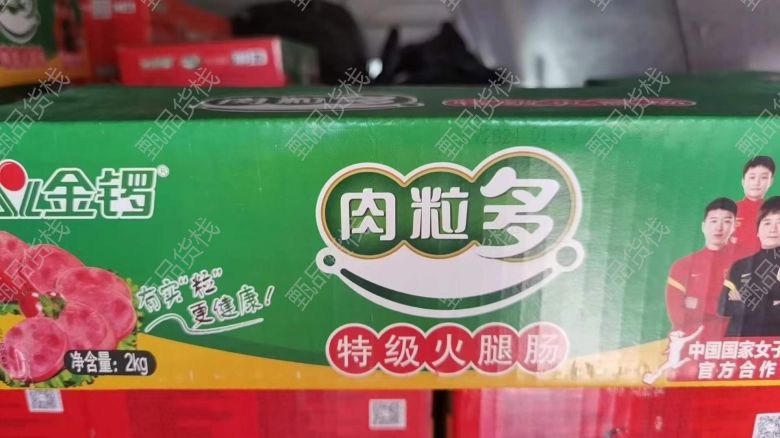 金锣®
肉粒多
有实“粒”
更健康！
特级火腿肠
净含量：2kg
中国国家女子
官方合作
甄品货栈